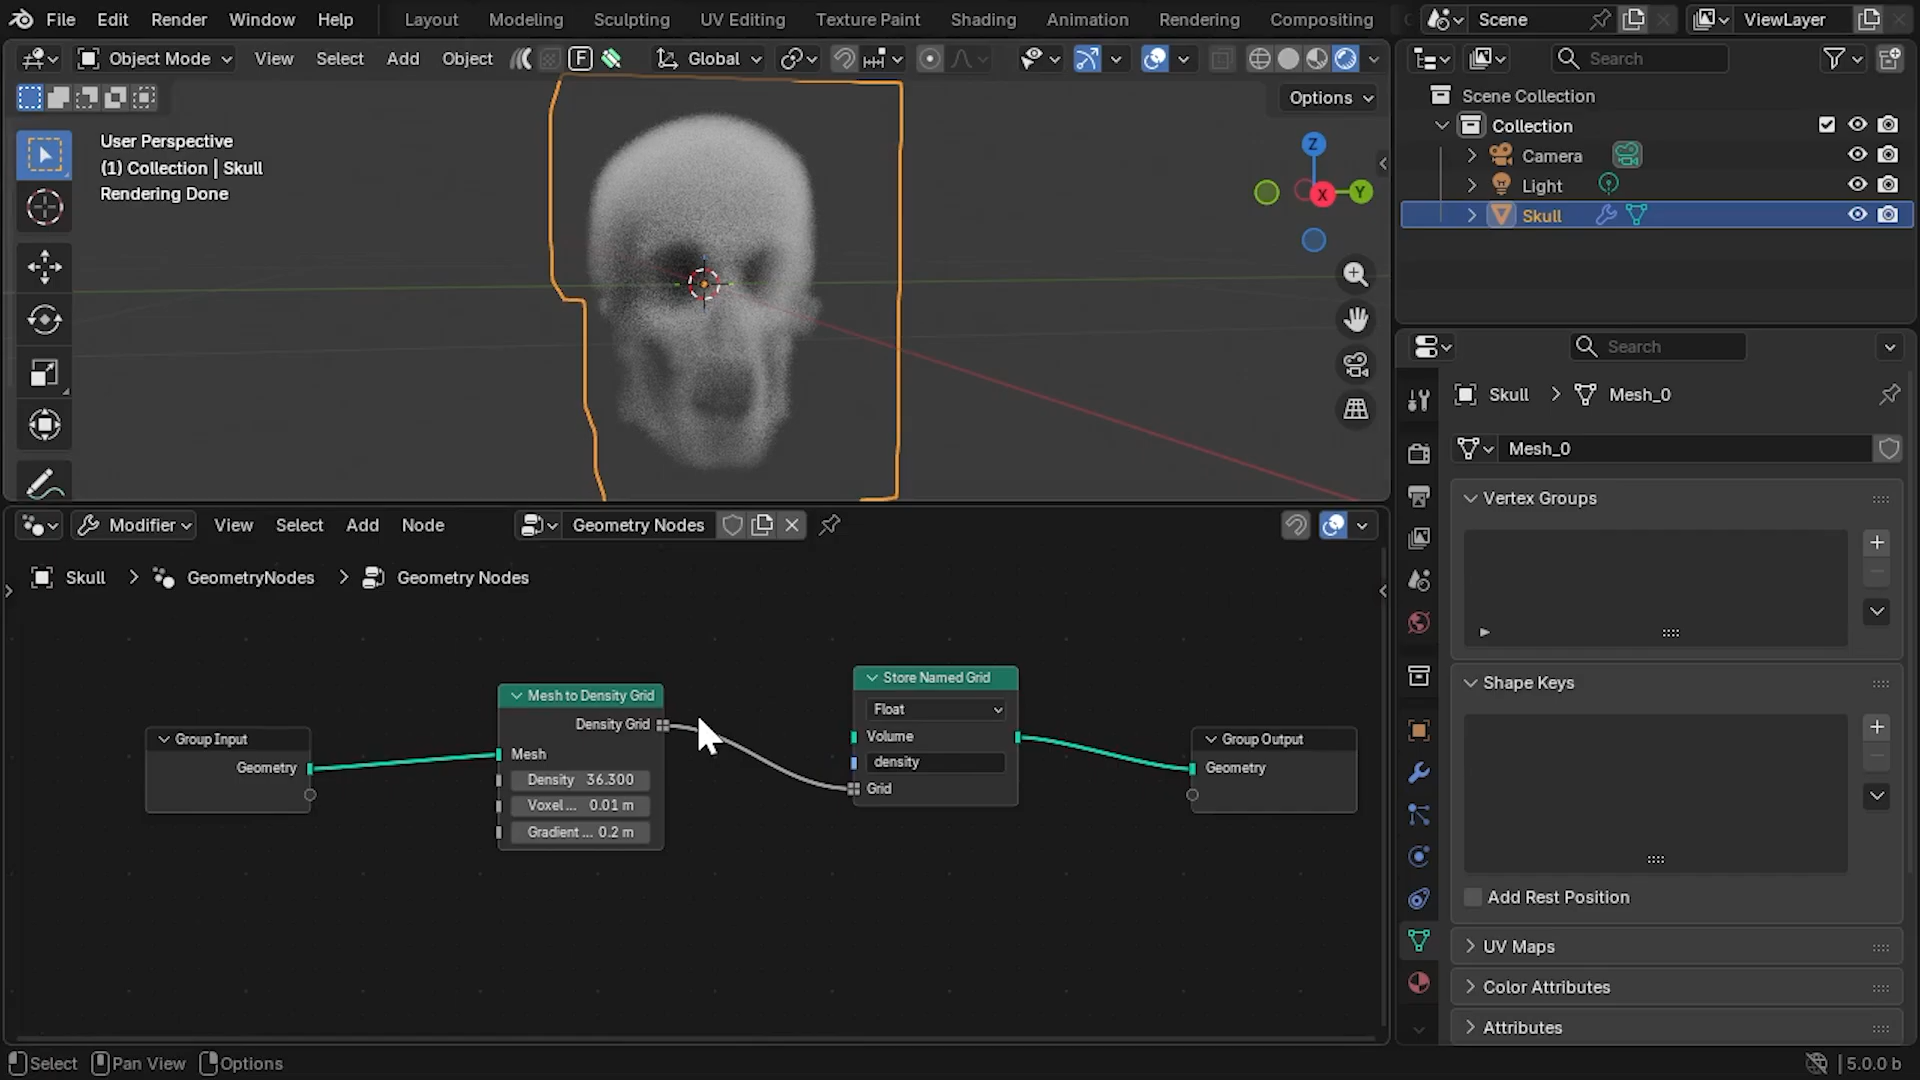 File Edit Render Window Help Layout Modeling Sculpting UV Editing Texture Paint Shading Animation Rendering Compositing Scene ViewLayer
Object Mode View Select Add Object F Global
Search
Options
User Perspective
(1) Collection | Skull
Rendering Done
Z
X
Y
Scene Collection
Collection
Camera
Light
Skull
Search
Skull > Mesh_0
Mesh_0
Vertex Groups
Shape Keys
Add Rest Position
UV Maps
Color Attributes
Attributes
Modifier View Select Add Node Geometry Nodes
Skull > GeometryNodes > Geometry Nodes
Group Input
Geometry
Mesh to Density Grid
Density Grid
Mesh
Density 36.300
Voxel ... 0.01 m
Gradient ... 0.2 m
Store Named Grid
Float
Volume
density
Grid
Group Output
Geometry
Select Pan View Options
5.0.0 b